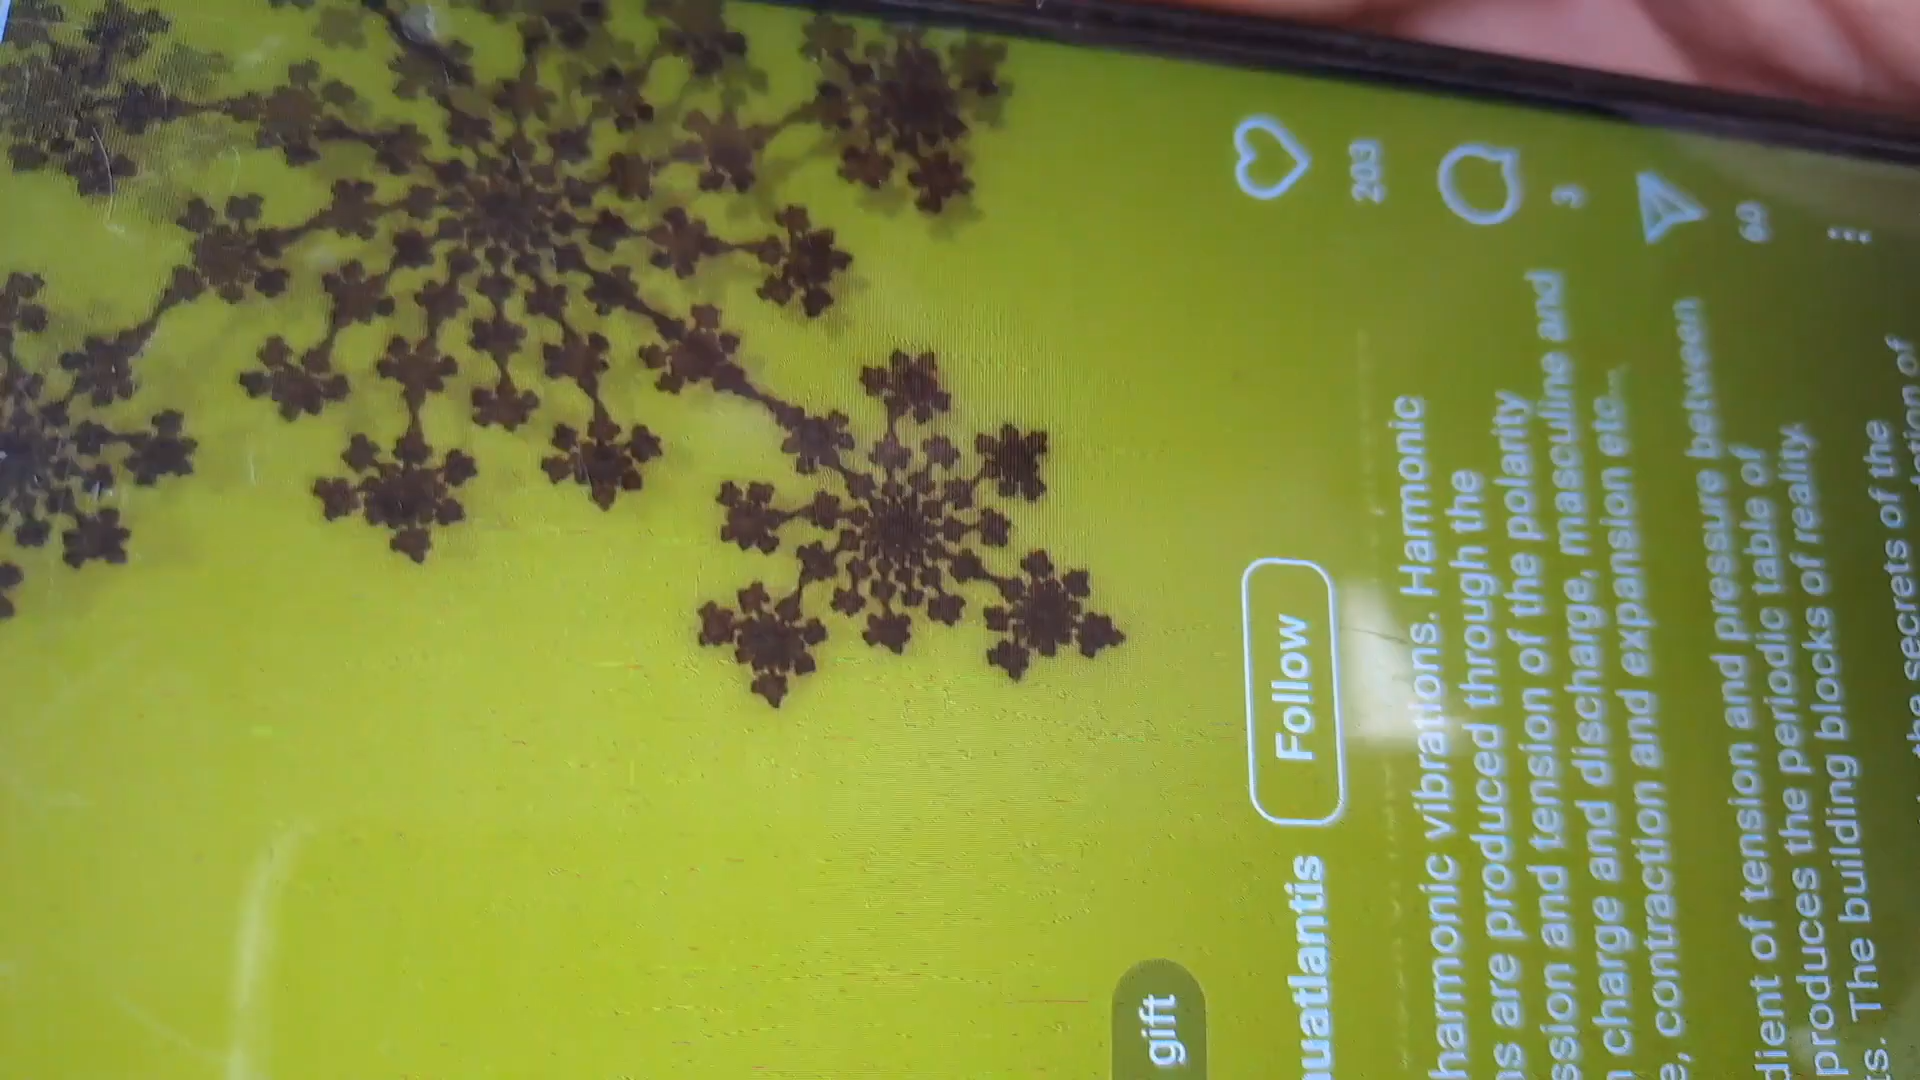 gift
uatlantis Follow
harmonic vibrations. Harmonic
ns are produced through the
ssion and tension of the polarity
n charge and discharge, masculine and
e, contraction and expansion etc...
dient of tension and pressure between
produces the periodic table of
ts. The building blocks of reality.
the secrets of the
203
3
60